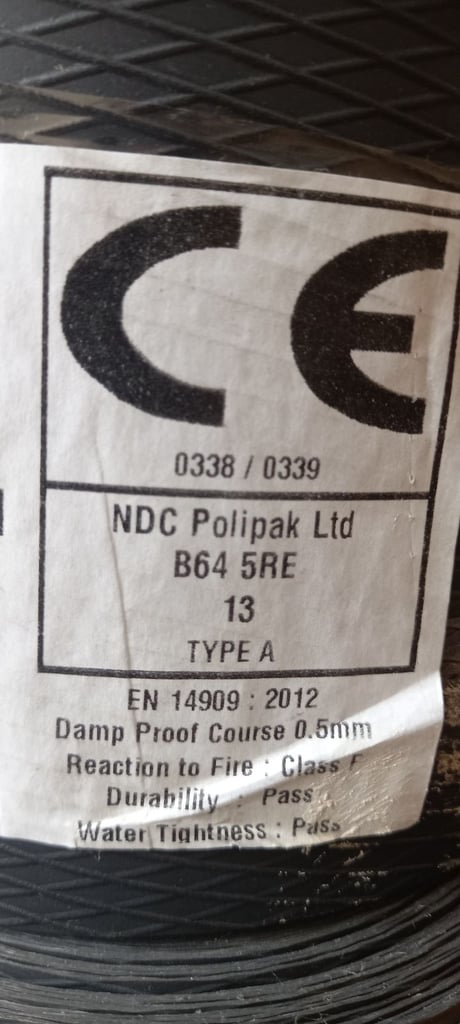 CE
0338 / 0339
NDC Polipak Ltd
B64 5RE
13
TYPE A
EN 14909 : 2012
Damp Proof Course 0.5mm
Reaction to Fire : Class F
Durability : Pass
Water Tightness : Pass